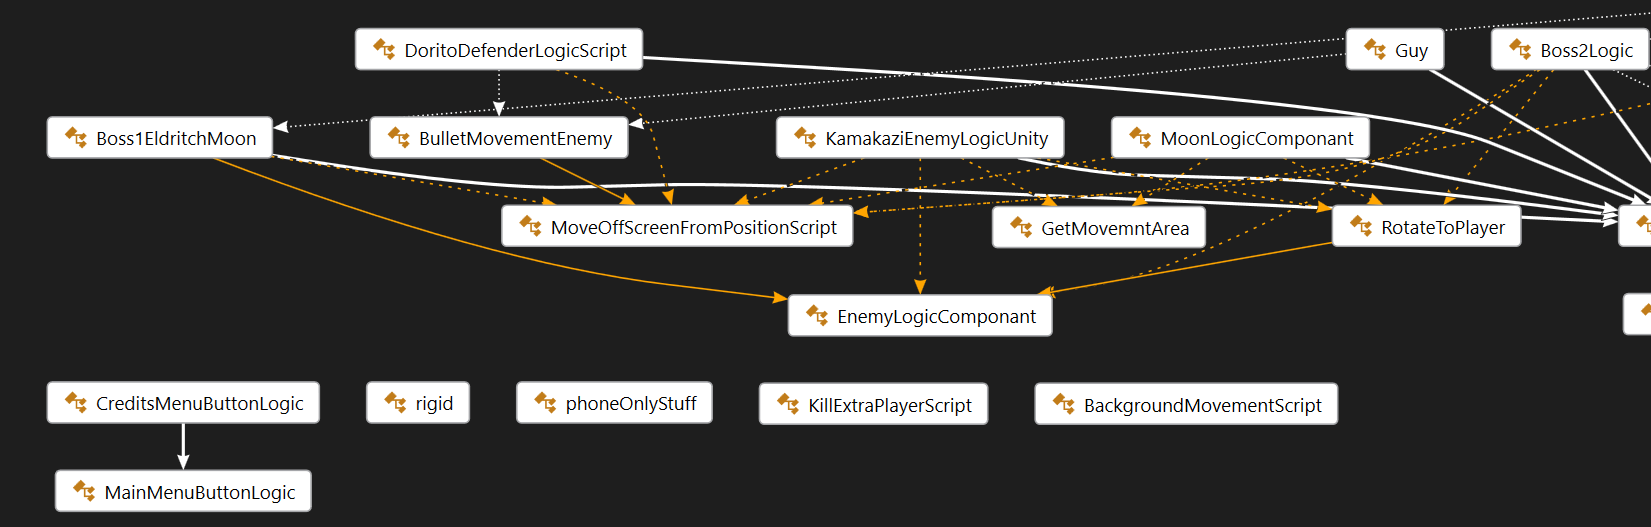 DoritoDefenderLogicScript
Guy
Boss2Logic
Boss1EldritchMoon
BulletMovementEnemy
KamakaziEnemyLogicUnity
MoonLogicComponant
MoveOffScreenFromPositionScript
GetMovemntArea
RotateToPlayer
EnemyLogicComponant
CreditsMenuButtonLogic
rigid
phoneOnlyStuff
KillExtraPlayerScript
BackgroundMovementScript
MainMenuButtonLogic